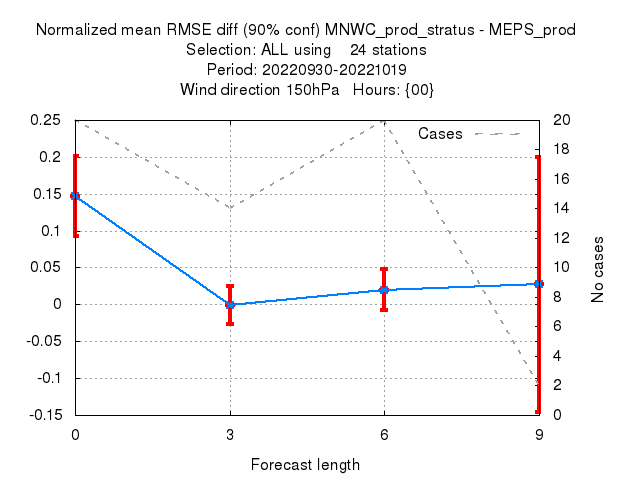 Normalized mean RMSE diff (90% conf) MNWC_prod_stratus - MEPS_prod
Selection: ALL using 24 stations
Period: 20220930-20221019
Wind direction 150hPa Hours: {00}
Cases
0.25
0.2
0.15
0.1
0.05
0
-0.05
-0.1
-0.15
20
18
16
14
12
10
8
6
4
2
0
No cases
0 3 6 9
Forecast length